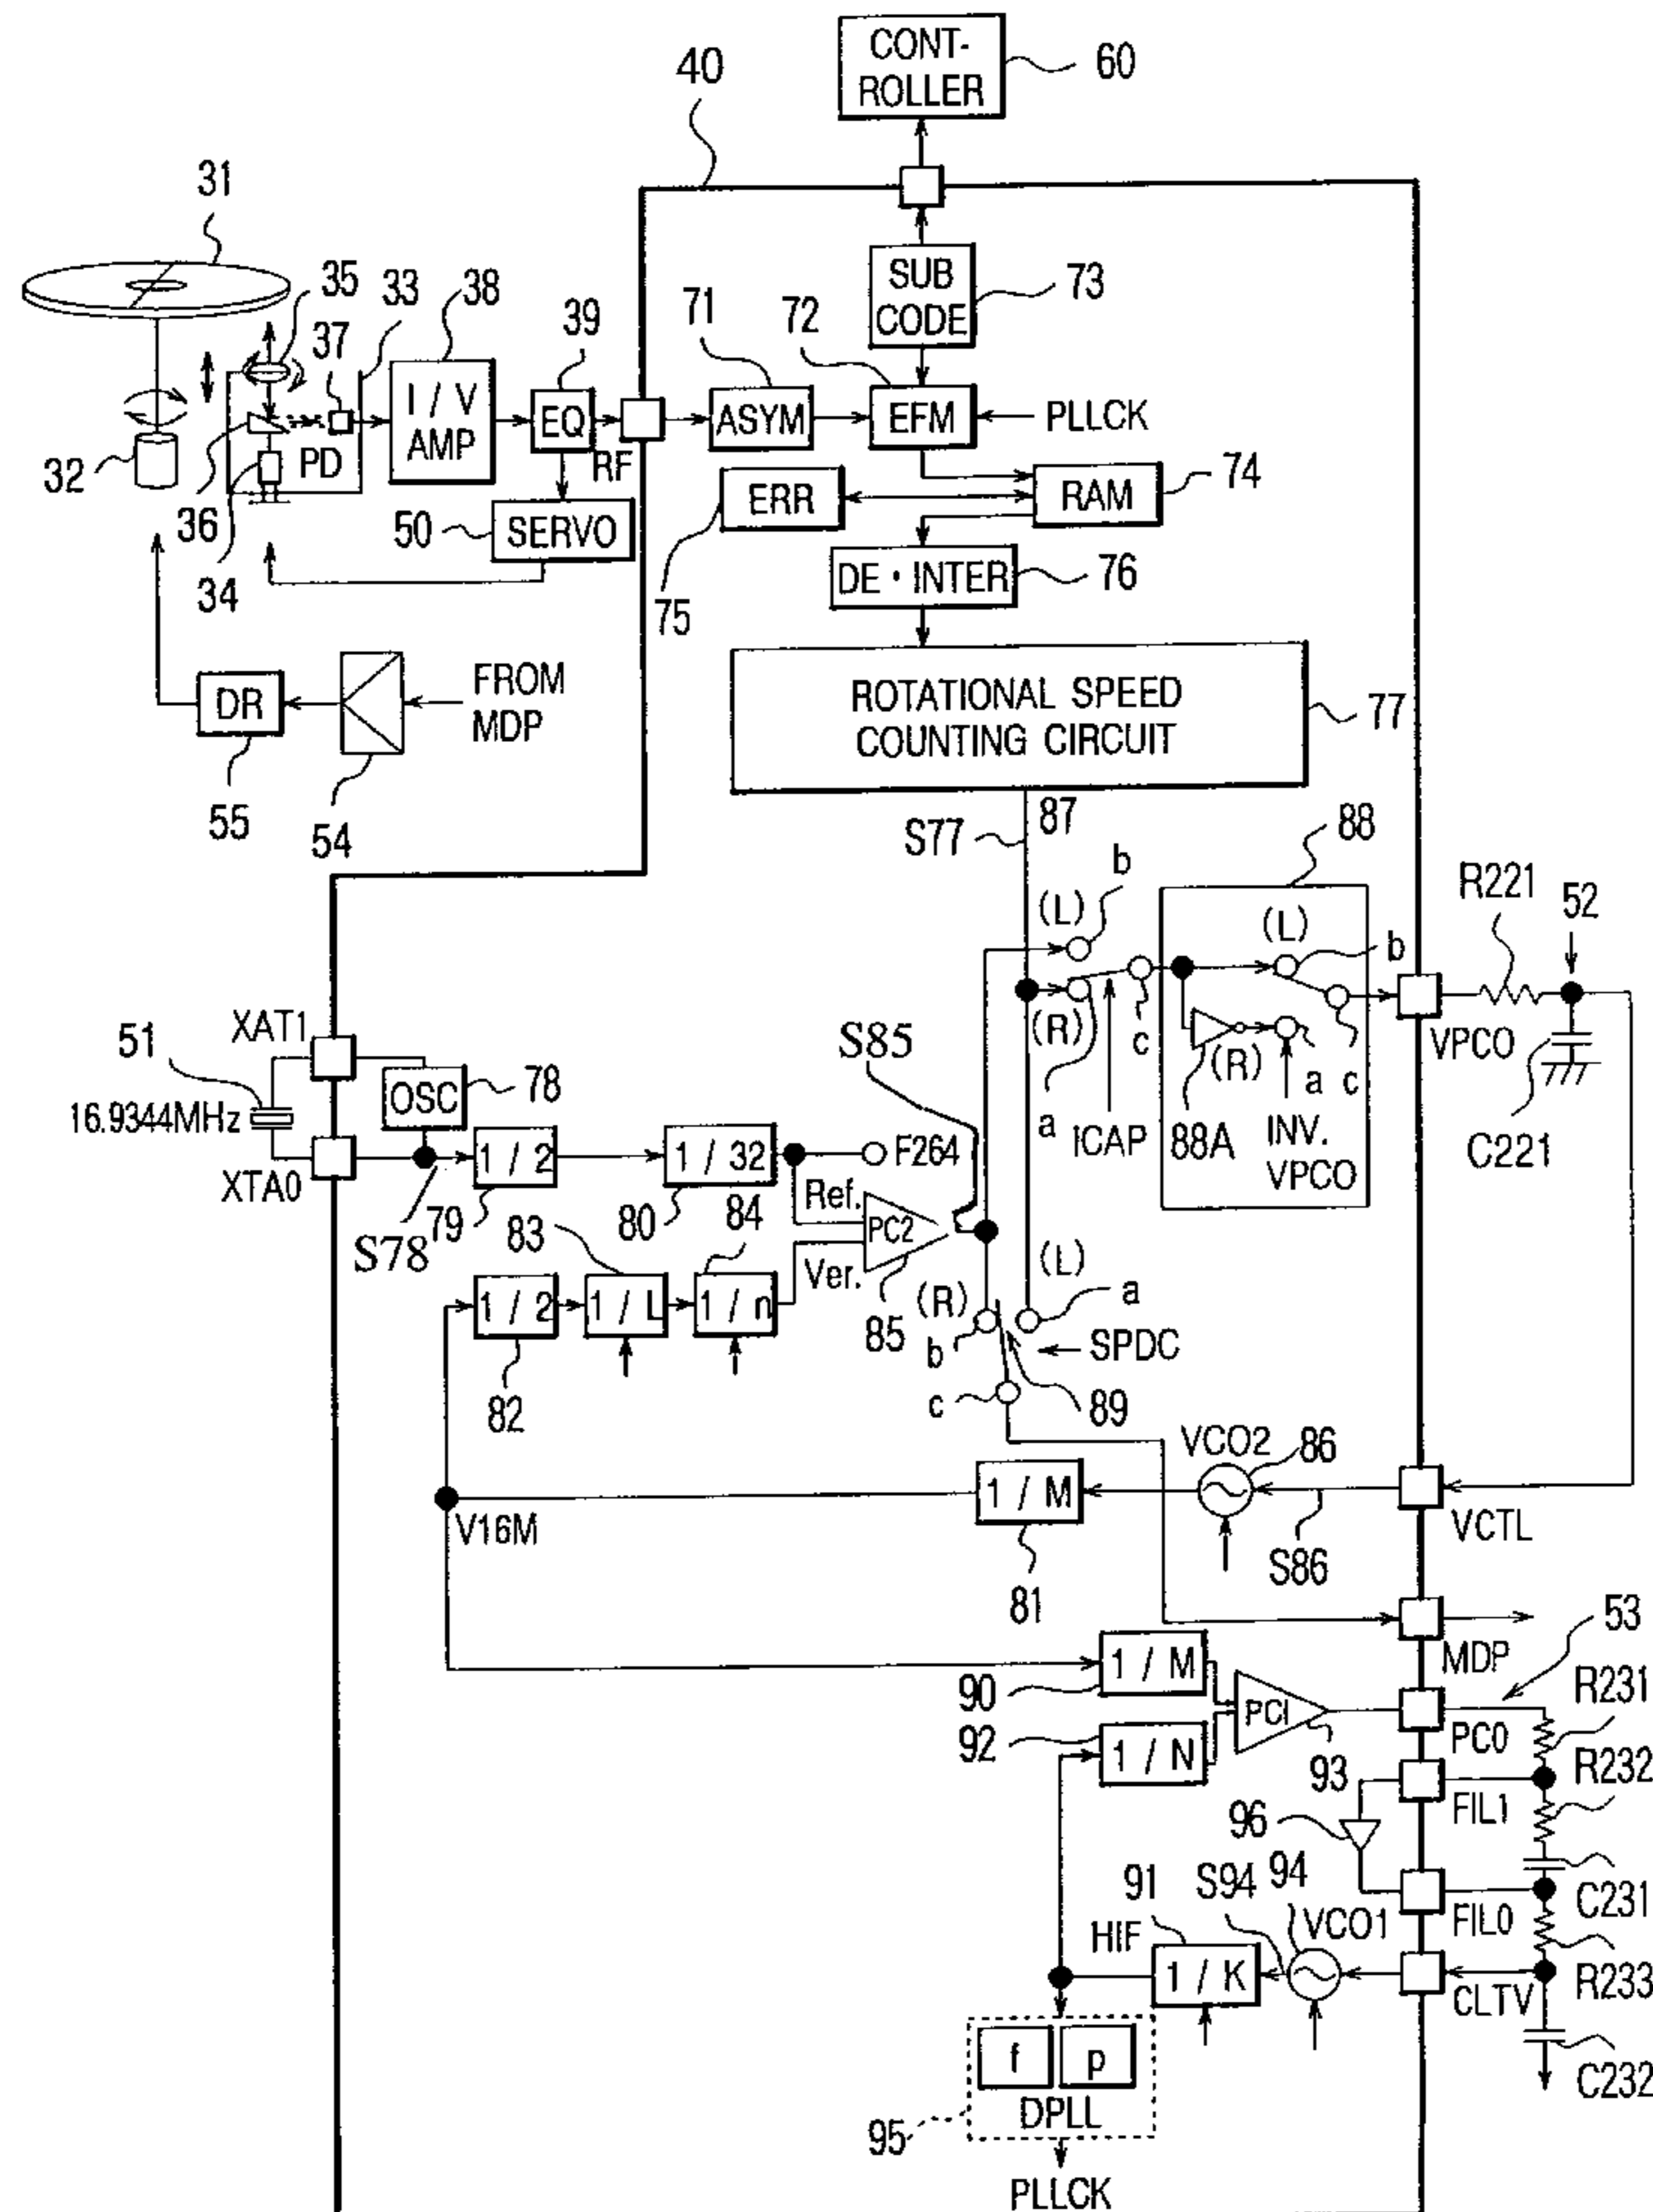 CONT-
ROLLER
60
40
31
35
33
38
37
39
71
72
SUB
CODE
73
I / V
AMP
EQ
RF
ASYM
EFM
PLLCK
32
PD
36
34
50
SERVO
ERR
75
RAM
74
DE・INTER
76
DR
55
54
FROM
MDP
ROTATIONAL SPEED
COUNTING CIRCUIT
77
S77
87
88
b
(L)
(R)
a
c
ICAP
(L)
b
88A
(R)
a
c
INV.
VPCO
R221
52
VPCO
C221
51
XAT1
16.9344MHz
OSC
78
XTA0
S78
1 / 2
79
1 / 32
80
F264
S85
Ref.
Ver.
PC2
85
83
84
1 / 2
82
1 / L
1 / n
(R)
b
(L)
a
SPDC
c
89
VCO2
86
1 / M
81
S86
VCTL
V16M
MDP
53
1 / M
90
92
1 / N
PC1
93
PC0
R231
FIL1
R232
96
FIL0
C231
91
HIF
S94
94
VCO1
1 / K
CLTV
R233
C232
f
p
DPLL
95
PLLCK